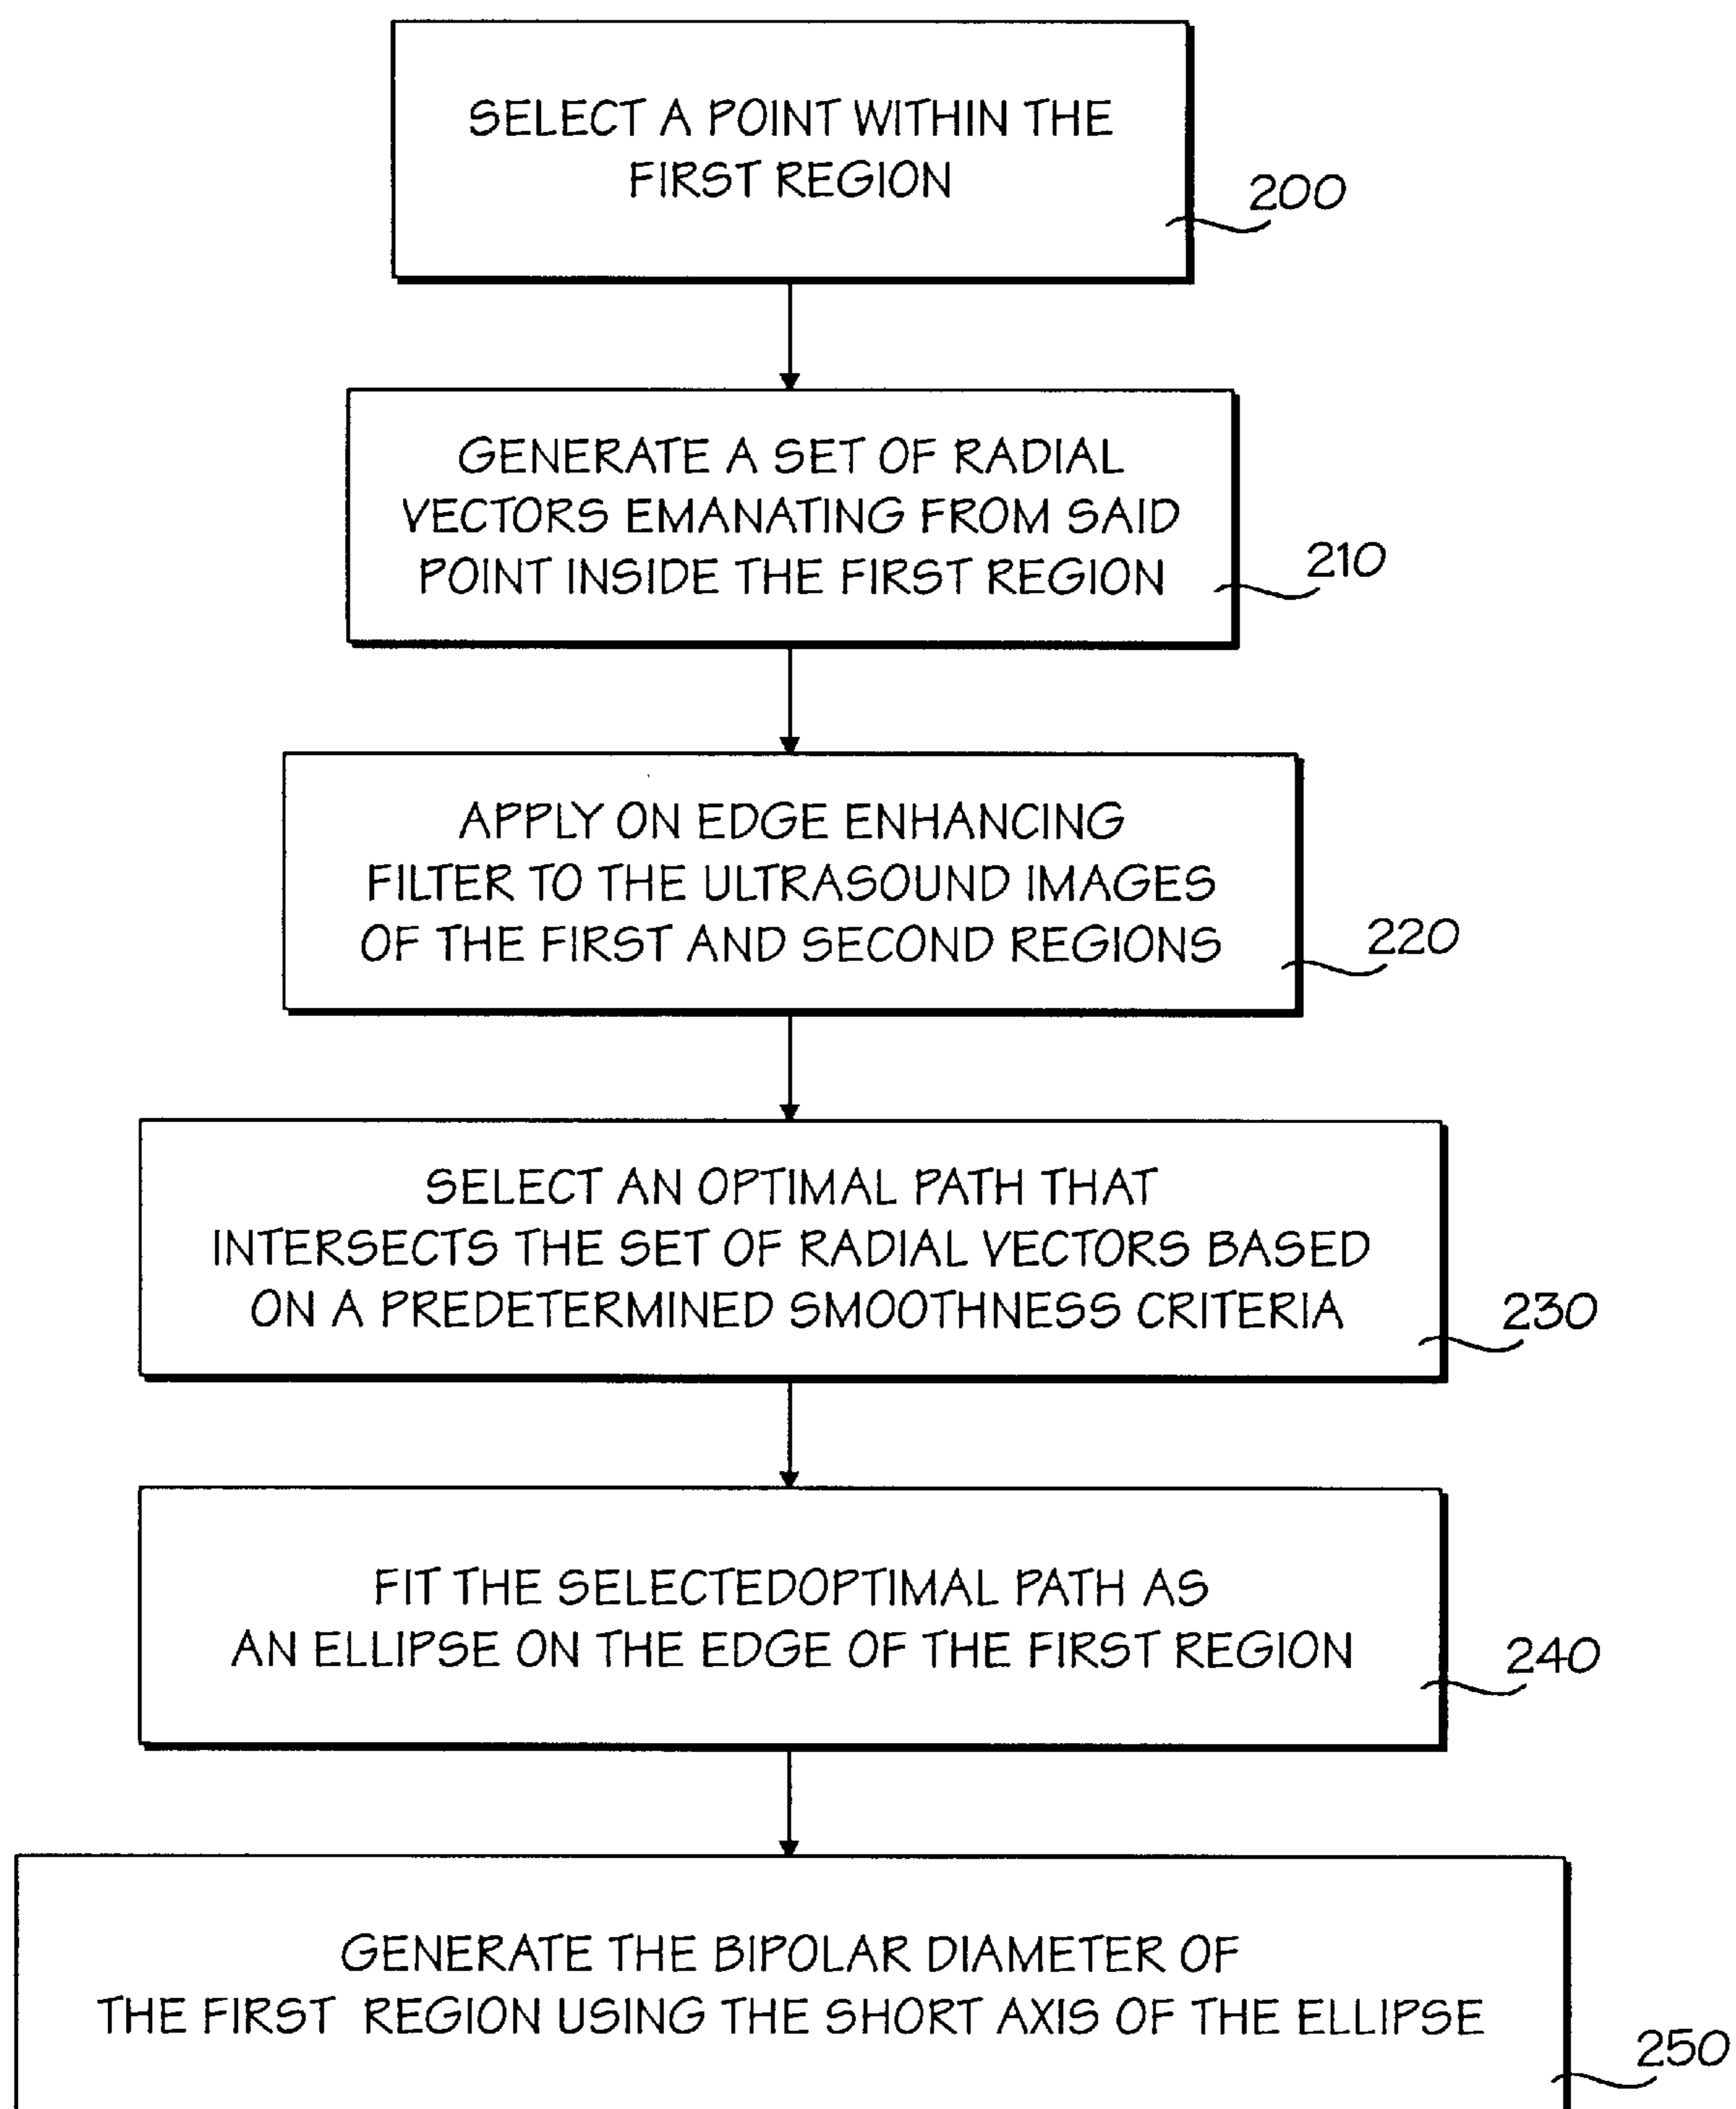 SELECT A POINT WITHIN THE
FIRST REGION
200
GENERATE A SET OF RADIAL
VECTORS EMANATING FROM SAID
POINT INSIDE THE FIRST REGION
210
APPLY ON EDGE ENHANCING
FILTER TO THE ULTRASOUND IMAGES
OF THE FIRST AND SECOND REGIONS
220
SELECT AN OPTIMAL PATH THAT
INTERSECTS THE SET OF RADIAL VECTORS BASED
ON A PREDETERMINED SMOOTHNESS CRITERIA
230
FIT THE SELECTEDOPTIMAL PATH AS
AN ELLIPSE ON THE EDGE OF THE FIRST REGION
240
GENERATE THE BIPOLAR DIAMETER OF
THE FIRST REGION USING THE SHORT AXIS OF THE ELLIPSE
250